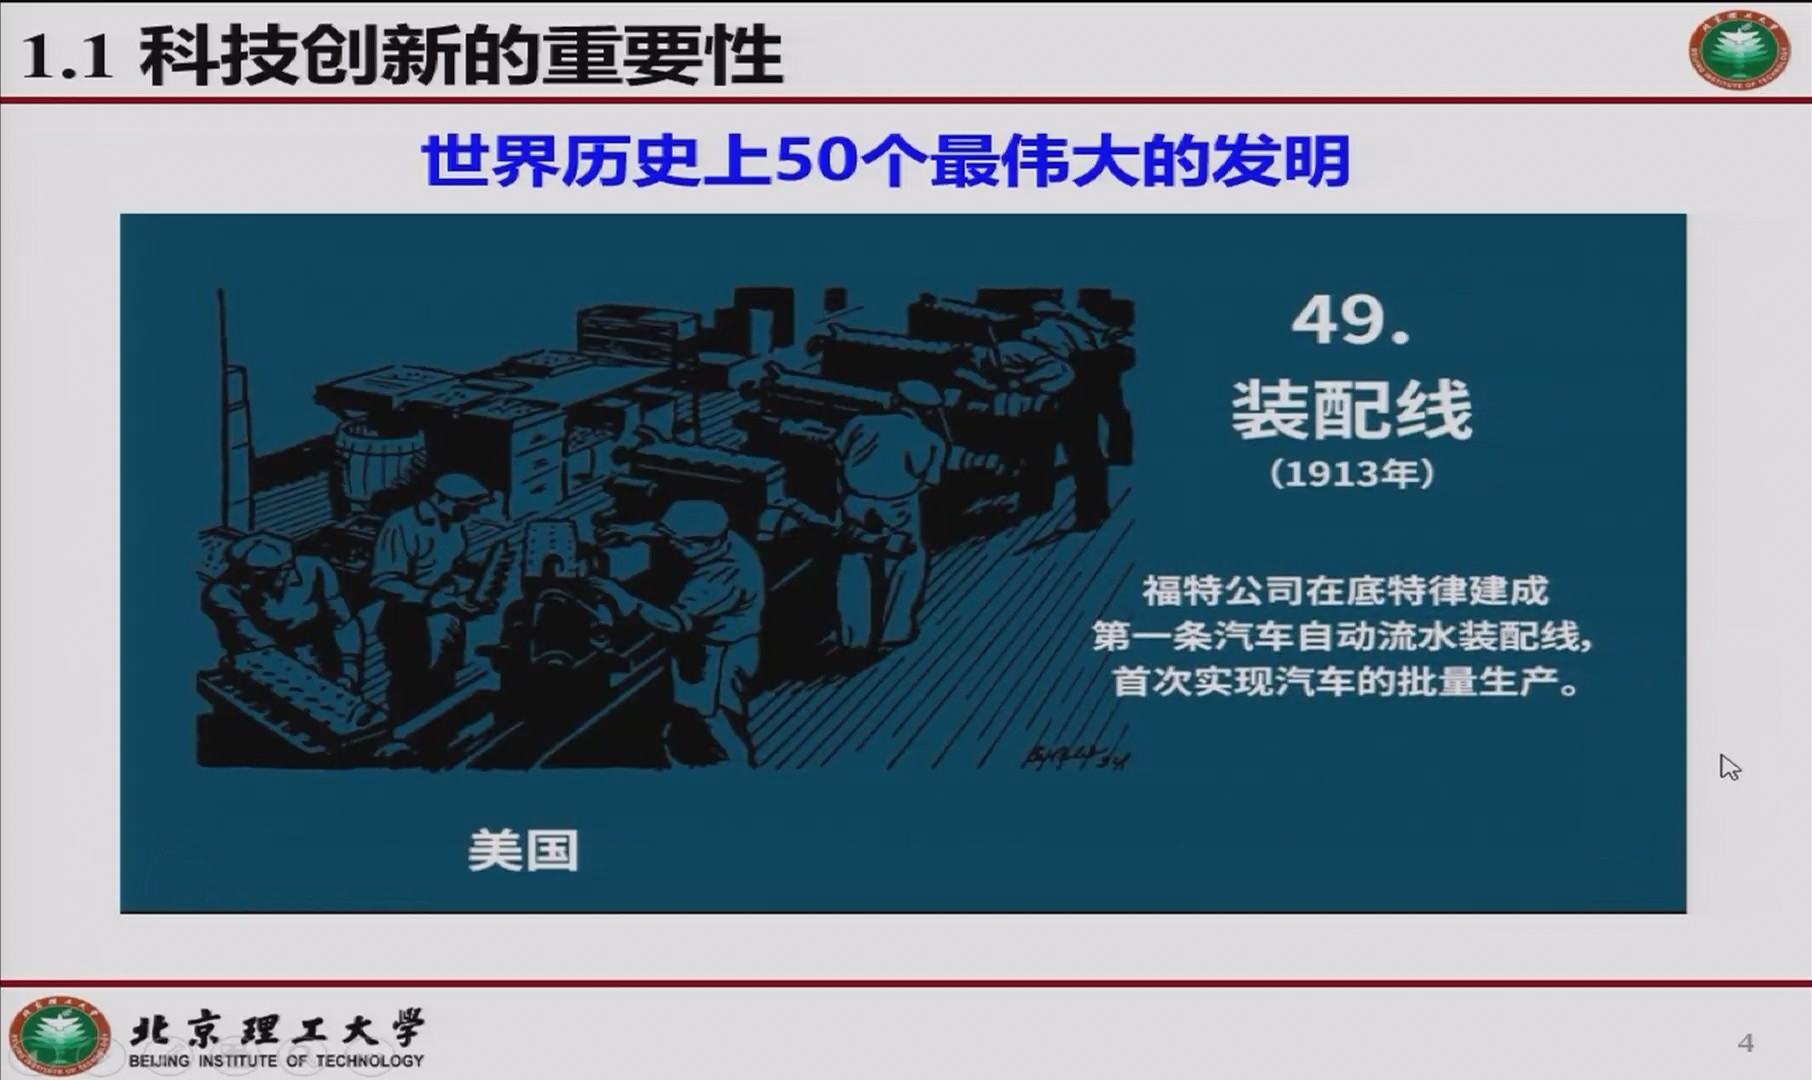 1.1 科技创新的重要性
世界历史上50个最伟大的发明
49.
装配线
（1913年）
福特公司在底特律建成
第一条汽车自动流水装配线，
首次实现汽车的批量生产。
美国
北京理工大学
BEIJING INSTITUTE OF TECHNOLOGY
4